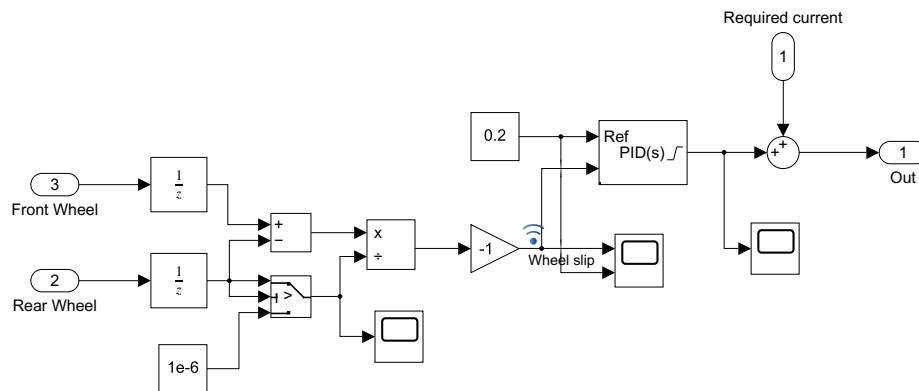 Required current
1
0.2
Ref
PID(s)
+
+
1
Out
3
Front Wheel
1
z
+
−
x
÷
-1
Wheel slip
2
Rear Wheel
1
z
>
1e-6